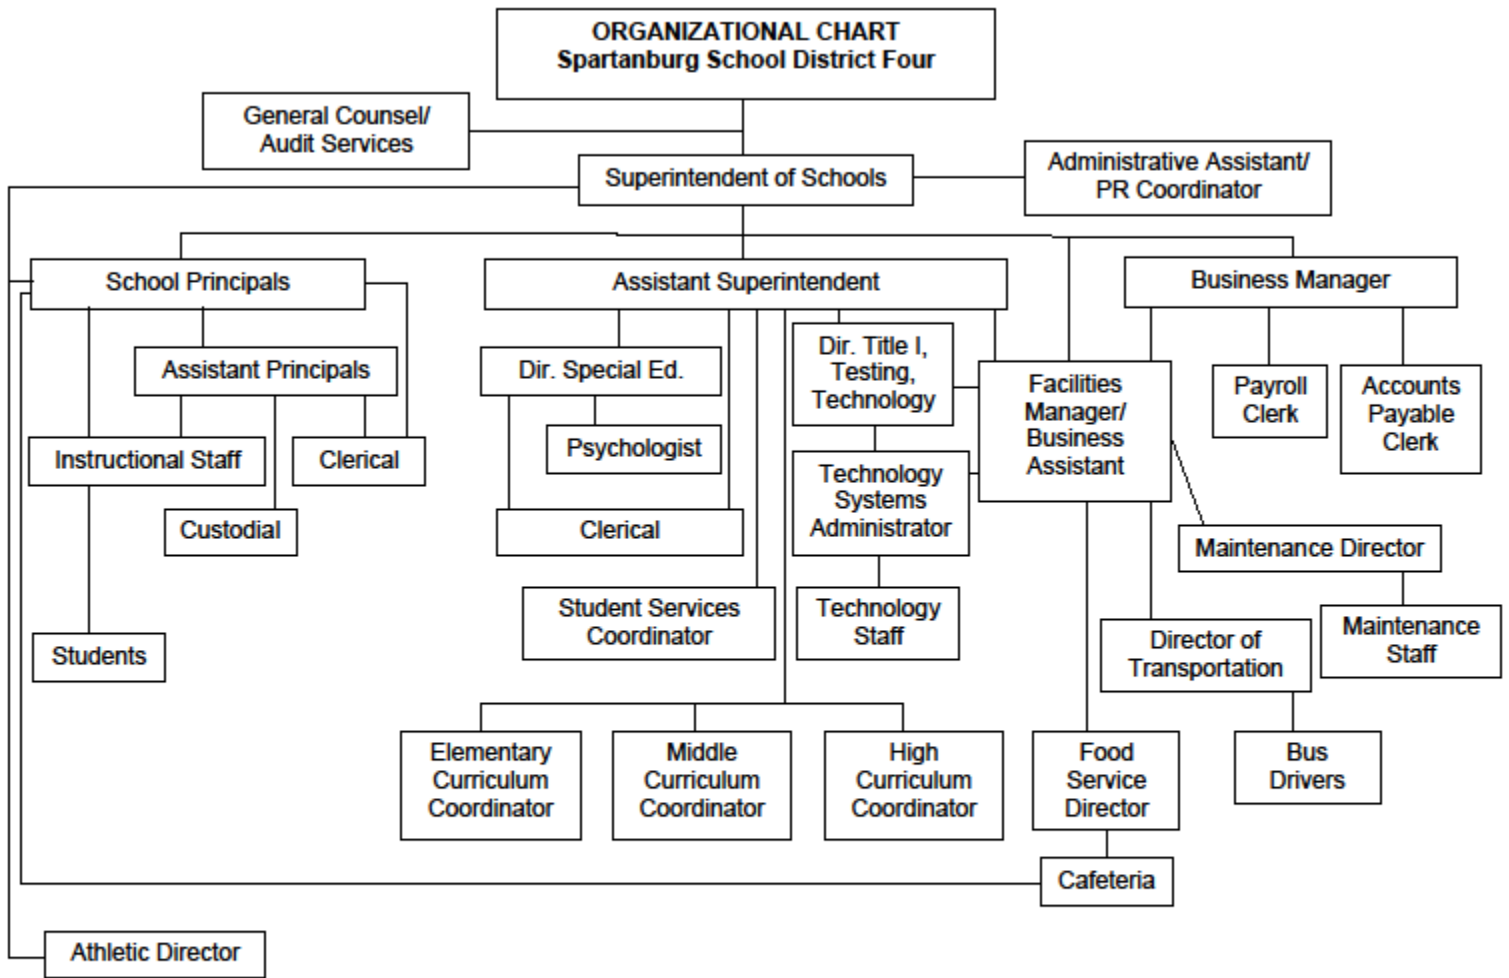 ORGANIZATIONAL CHART
Spartanburg School District Four
General Counsel/
Audit Services
Superintendent of Schools
Administrative Assistant/
PR Coordinator
School Principals
Assistant Superintendent
Business Manager
Assistant Principals
Dir. Special Ed.
Dir. Title I,
Testing,
Technology
Facilities
Manager/
Business
Assistant
Payroll
Clerk
Accounts
Payable
Clerk
Instructional Staff
Clerical
Psychologist
Technology
Systems
Administrator
Custodial
Clerical
Maintenance Director
Student Services
Coordinator
Technology
Staff
Maintenance
Staff
Students
Director of
Transportation
Elementary
Curriculum
Coordinator
Middle
Curriculum
Coordinator
High
Curriculum
Coordinator
Food
Service
Director
Bus
Drivers
Cafeteria
Athletic Director